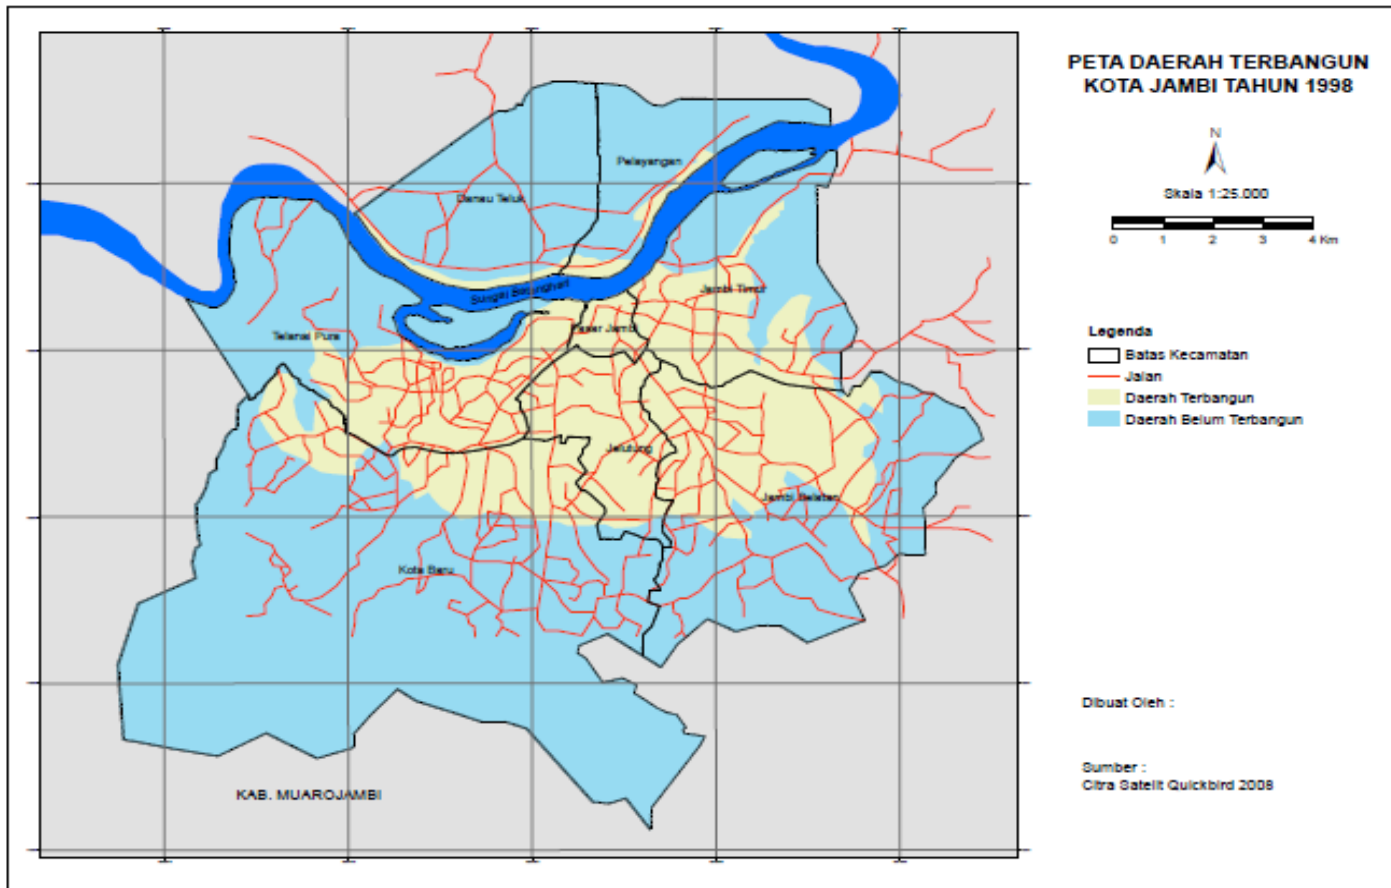 PETA DAERAH TERBANGUN
KOTA JAMBI TAHUN 1998
N
Skala 1:25.000
0 1 2 3 4 Km
Legenda
Batas Kecamatan
Jalan
Daerah Terbangun
Daerah Belum Terbangun
Dibuat Oleh :
Sumber :
Citra Satelit Quickbird 2008
Pelayangan
Danau Teluk
Sungai Batanghari
Jambi Timur
Pasar Jambi
Telanai Pura
Jelutung
Jambi Selatan
Kota Baru
KAB. MUAROJAMBI